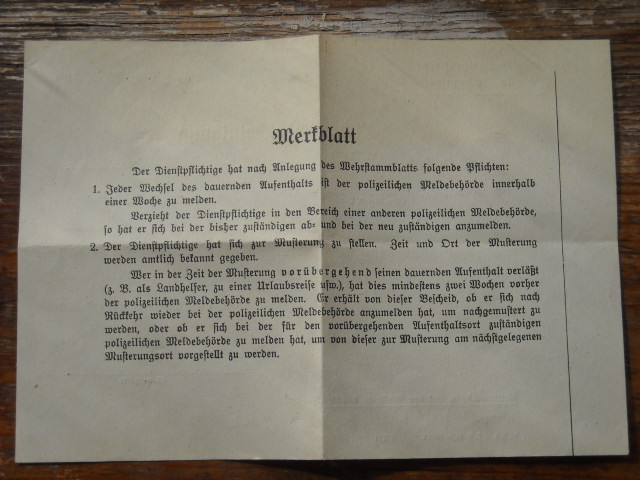 Merkblatt
Der Dienstpflichtige hat nach Anlegung des Wehrstammblatts folgende Pflichten:
1. Jeder Wechsel des dauernden Aufenthalts ist der polizeilichen Meldebehörde innerhalb
einer Woche zu melden.
Verzieht der Dienstpflichtige in den Bereich einer anderen polizeilichen Meldebehörde,
so hat er sich bei der bisher zuständigen ab- und bei der neu zuständigen anzumelden.
2. Der Dienstpflichtige hat sich zur Musterung zu stellen. Zeit und Ort der Musterung
werden amtlich bekannt gegeben.
Wer in der Zeit der Musterung vorübergehend seinen dauernden Aufenthalt verläßt
(z. B. als Landhelfer, zu einer Urlaubsreise usw.), hat dies mindestens zwei Wochen vorher
der polizeilichen Meldebehörde zu melden. Er erhält von dieser Bescheid, ob er sich nach
Rückkehr wieder bei der polizeilichen Meldebehörde anzumelden hat, um nachgemustert zu
werden, oder ob er sich bei der für den vorübergehenden Aufenthaltsort zuständigen
polizeilichen Meldebehörde zu melden hat, um von dieser zur Musterung am nächstgelegenen
Musterungsort vorgestellt zu werden.